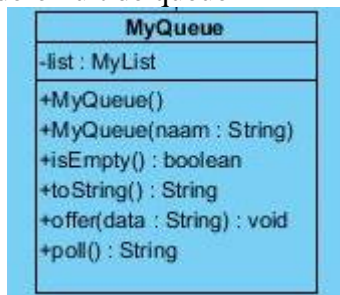 MyQueue
-list : MyList
+MyQueue()
+MyQueue(naam : String)
+isEmpty() : boolean
+toString() : String
+offer(data : String) : void
+poll() : String